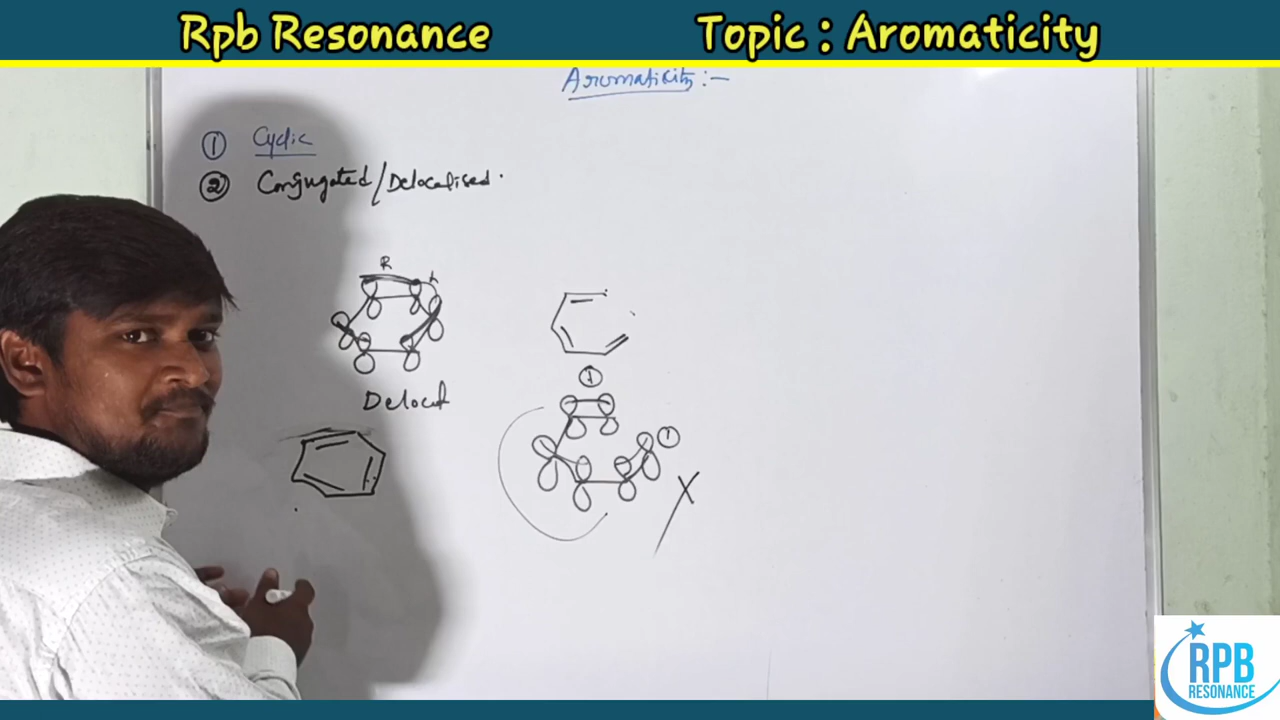 Rpb Resonance
Topic : Aromaticity
Aromaticity :-
① Cyclic
② Conjugated/Delocalised.
R
Delocal
①
①
X
RPB
RESONANCE